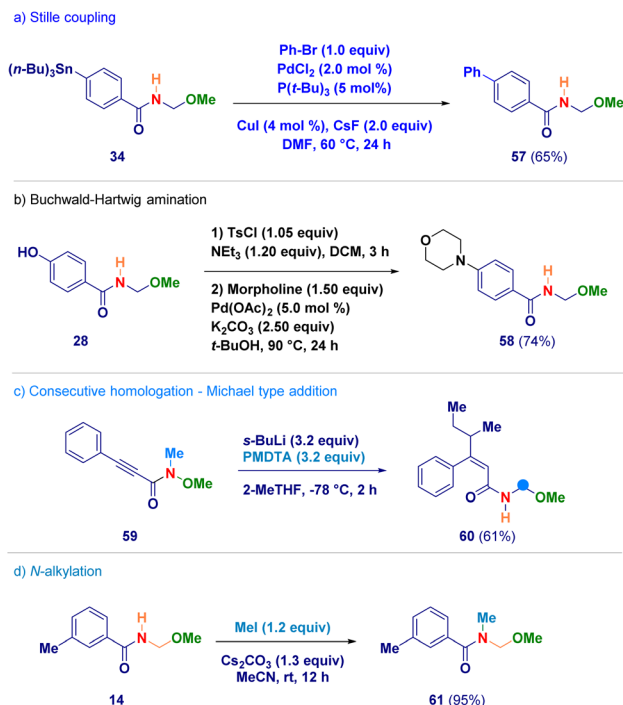 a) Stille coupling
(n-Bu)3Sn
H
N
OMe
O
34
Ph-Br (1.0 equiv)
PdCl2 (2.0 mol %)
P(t-Bu)3 (5 mol%)
CuI (4 mol %), CsF (2.0 equiv)
DMF, 60 °C, 24 h
Ph
H
N
OMe
O
57 (65%)
b) Buchwald-Hartwig amination
HO
H
N
OMe
O
28
1) TsCl (1.05 equiv)
NEt3 (1.20 equiv), DCM, 3 h
2) Morpholine (1.50 equiv)
Pd(OAc)2 (5.0 mol %)
K2CO3 (2.50 equiv)
t-BuOH, 90 °C, 24 h
O
N
H
N
OMe
O
58 (74%)
c) Consecutive homologation - Michael type addition
Me
N
OMe
O
59
s-BuLi (3.2 equiv)
PMDTA (3.2 equiv)
2-MeTHF, -78 °C, 2 h
Me
Me
O
N
OMe
H
60 (61%)
d) N-alkylation
H
Me
N
OMe
O
14
MeI (1.2 equiv)
Cs2CO3 (1.3 equiv)
MeCN, rt, 12 h
Me
Me
N
OMe
O
61 (95%)